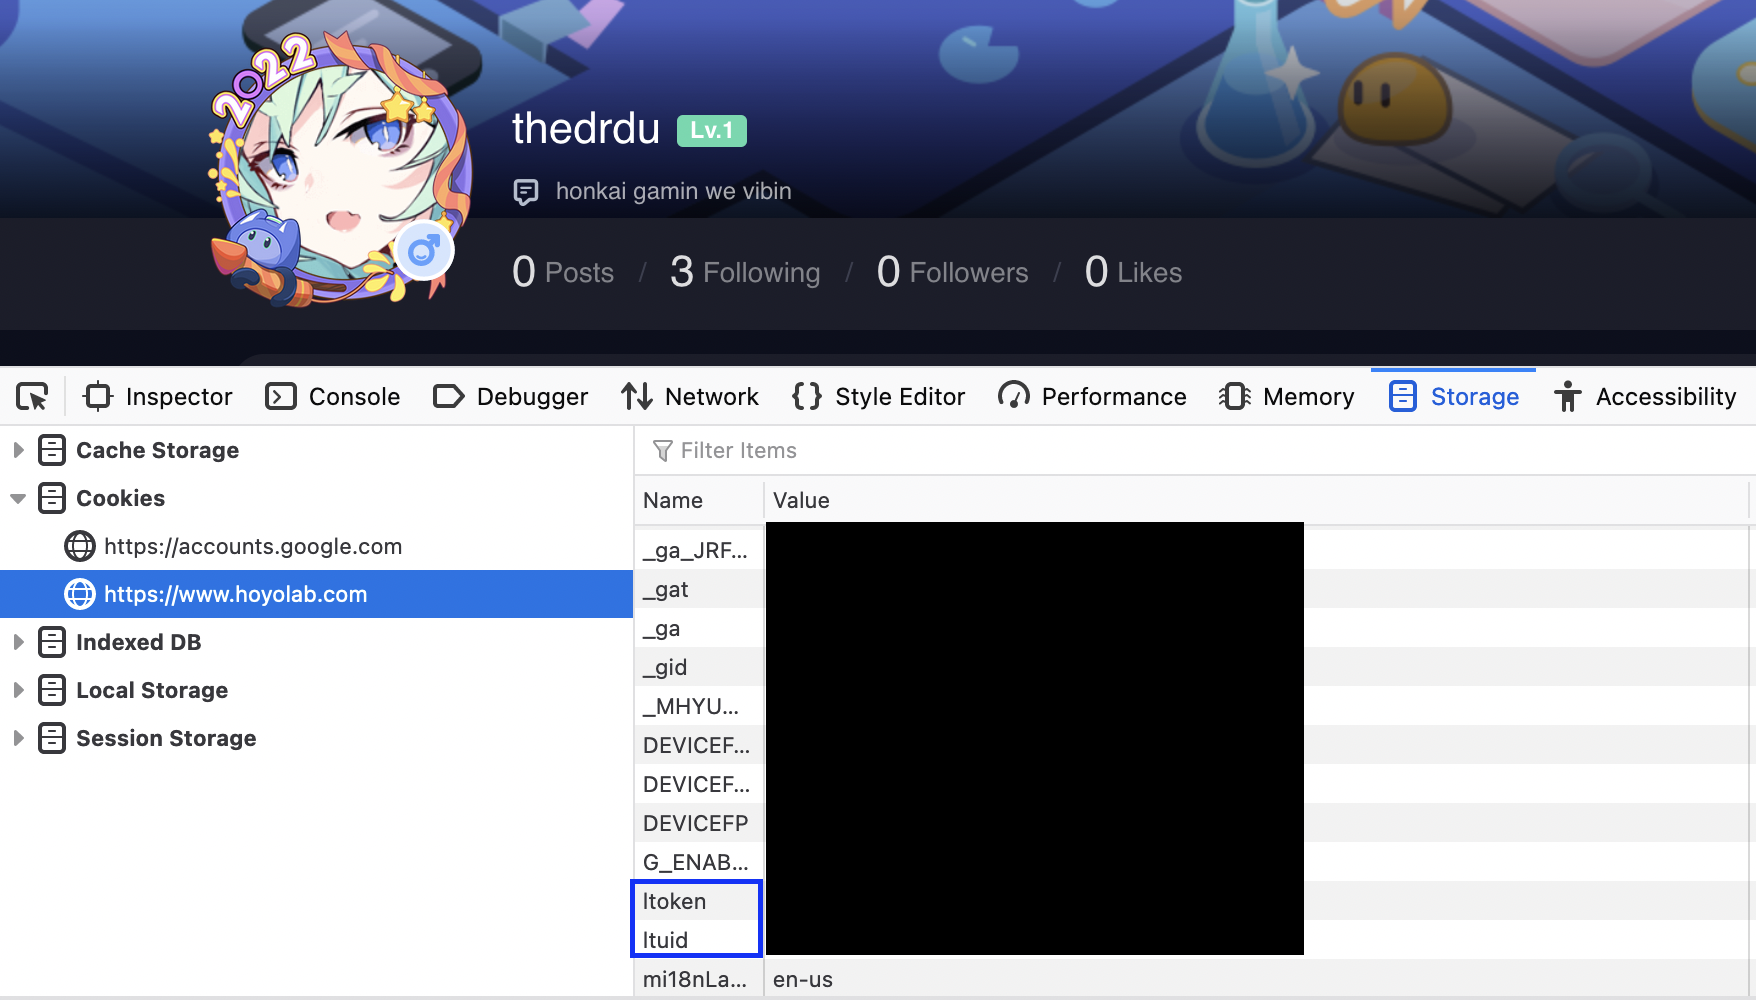 2022
thedrdu Lv.1
honkai gamin we vibin
0 Posts / 3 Following / 0 Followers / 0 Likes
Inspector Console Debugger Network Style Editor Performance Memory Storage Accessibility
Cache Storage
Cookies
https://accounts.google.com
https://www.hoyolab.com
Indexed DB
Local Storage
Session Storage
Filter Items
Name Value
_ga_JRF...
_gat
_ga
_gid
_MHYU...
DEVICEF...
DEVICEF...
DEVICEFP
G_ENAB...
ltoken
ltuid
mi18nLa... en-us